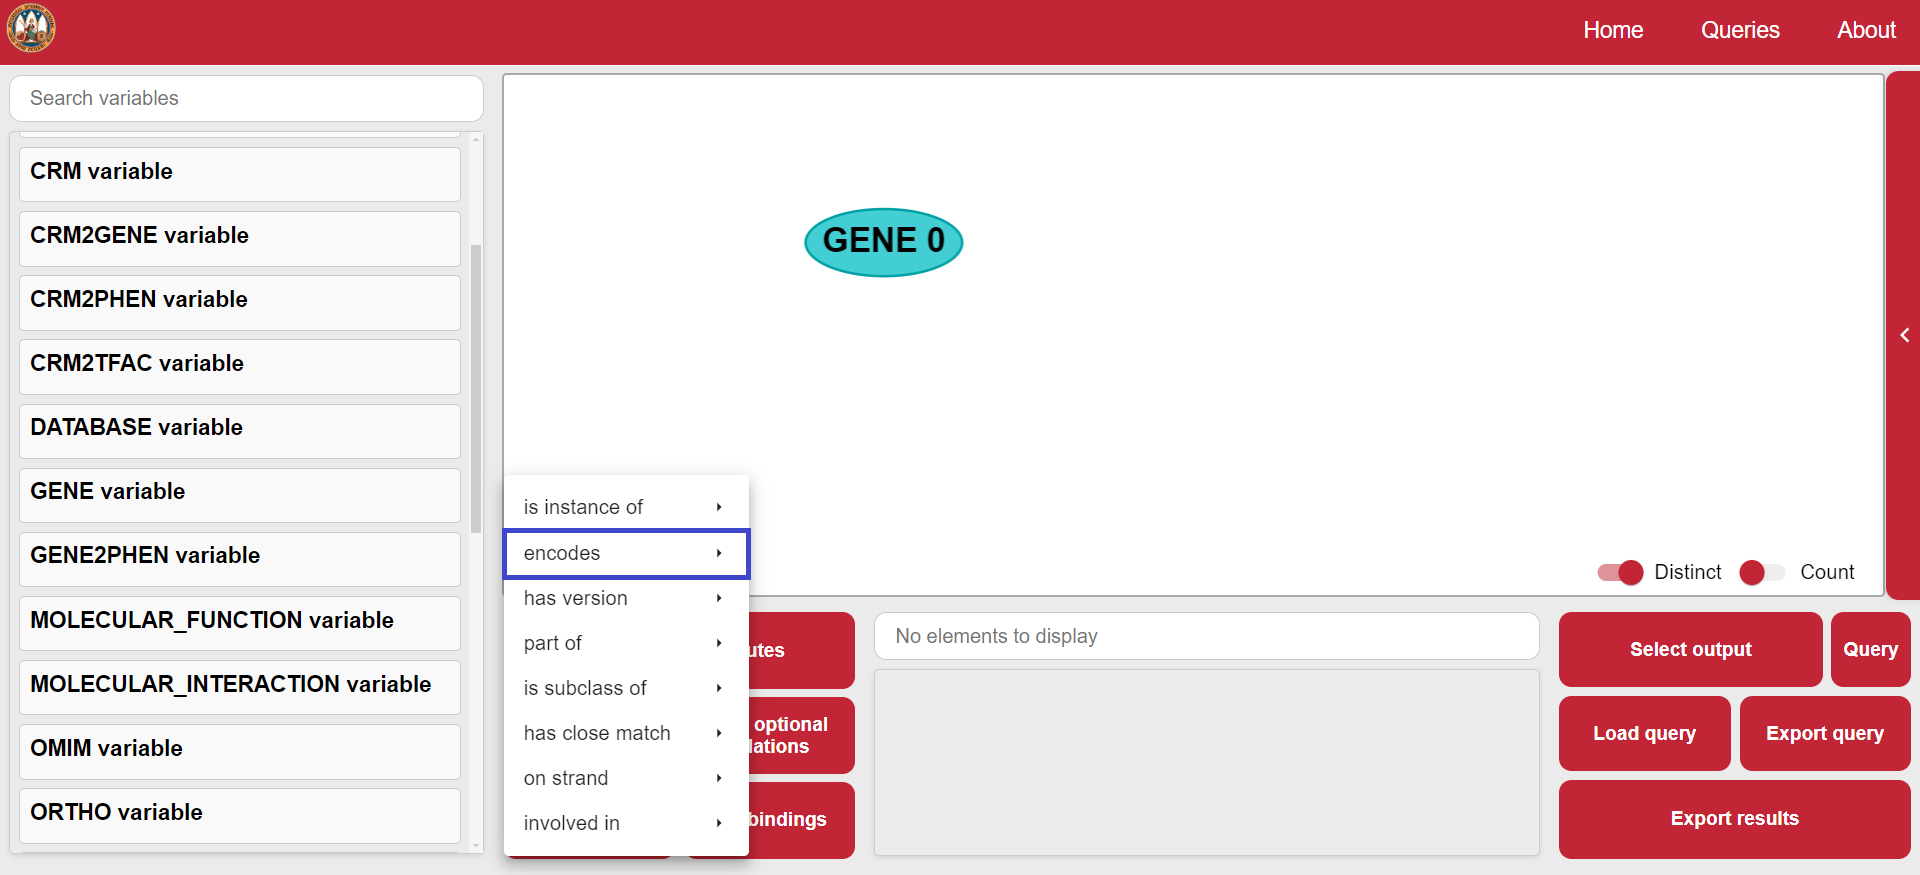 Home
Queries
About
Search variables
CRM variable
CRM2GENE variable
CRM2PHEN variable
CRM2TFAC variable
DATABASE variable
GENE variable
GENE2PHEN variable
MOLECULAR_FUNCTION variable
MOLECULAR_INTERACTION variable
OMIM variable
ORTHO variable
GENE 0
Distinct
Count
is instance of
encodes
has version
part of
is subclass of
has close match
on strand
involved in
utes
optional
lations
bindings
No elements to display
Select output
Query
Load query
Export query
Export results